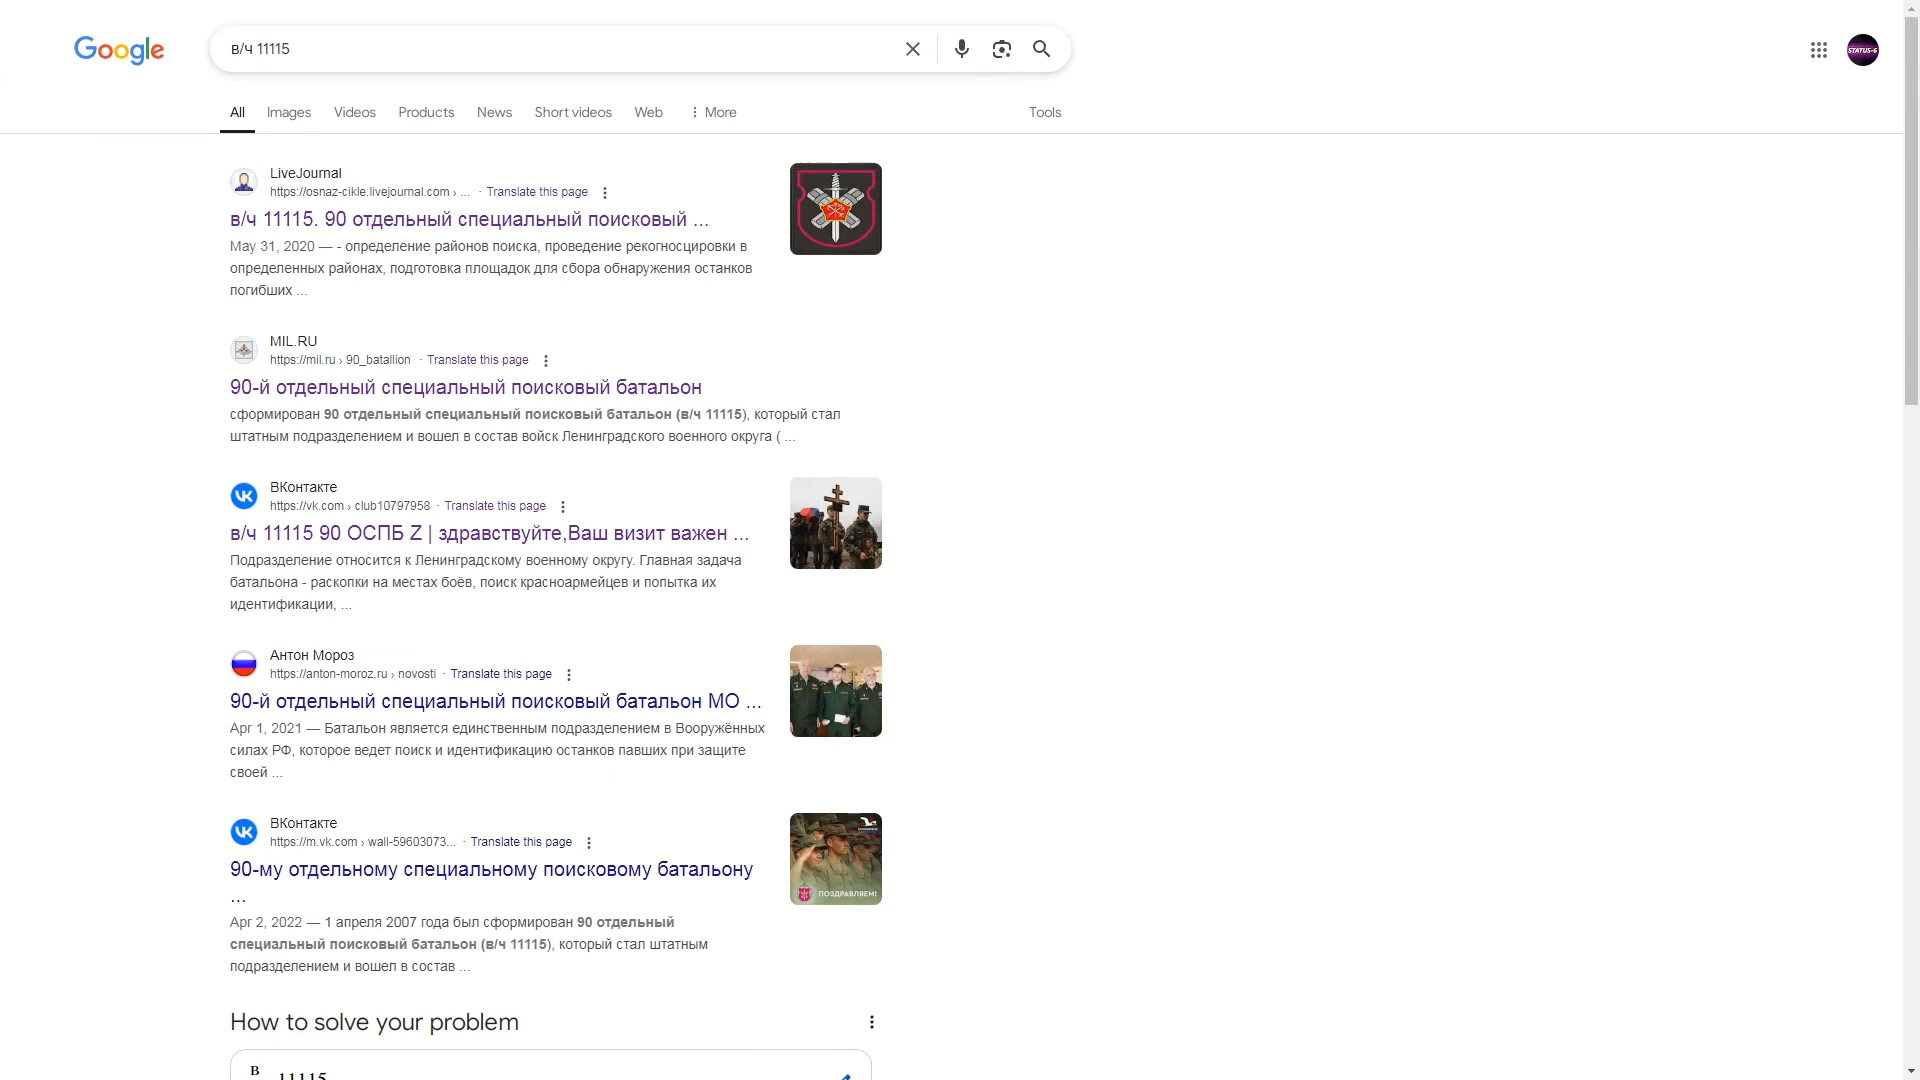 Google
в/ч 11115
STATUS-6
All
Images
Videos
Products
News
Short videos
Web
More
Tools
LiveJournal
https://osnaz-cikle.livejournal.com › ... · Translate this page
в/ч 11115. 90 отдельный специальный поисковый ...
May 31, 2020 — - определение районов поиска, проведение рекогносцировки в
определенных районах, подготовка площадок для сбора обнаружения останков
погибших ...
MIL.RU
https://mil.ru › 90_batallion · Translate this page
90-й отдельный специальный поисковый батальон
сформирован 90 отдельный специальный поисковый батальон (в/ч 11115), который стал
штатным подразделением и вошел в состав войск Ленинградского военного округа ( ...
ВКонтакте
https://vk.com › club10797958 · Translate this page
в/ч 11115 90 ОСПБ Z | здравствуйте,Ваш визит важен ...
Подразделение относится к Ленинградскому военному округу. Главная задача
батальона - раскопки на местах боёв, поиск красноармейцев и попытка их
идентификации, ...
Антон Мороз
https://anton-moroz.ru › novosti · Translate this page
90-й отдельный специальный поисковый батальон МО ...
Apr 1, 2021 — Батальон является единственным подразделением в Вооружённых
силах РФ, которое ведет поиск и идентификацию останков павших при защите
своей ...
ВКонтакте
https://m.vk.com › wall-59603073... · Translate this page
90-му отдельному специальному поисковому батальону
...
Apr 2, 2022 — 1 апреля 2007 года был сформирован 90 отдельный
специальный поисковый батальон (в/ч 11115), который стал штатным
подразделением и вошел в состав ...
ПОЗДРАВЛЯЕМ!
How to solve your problem
в
11115